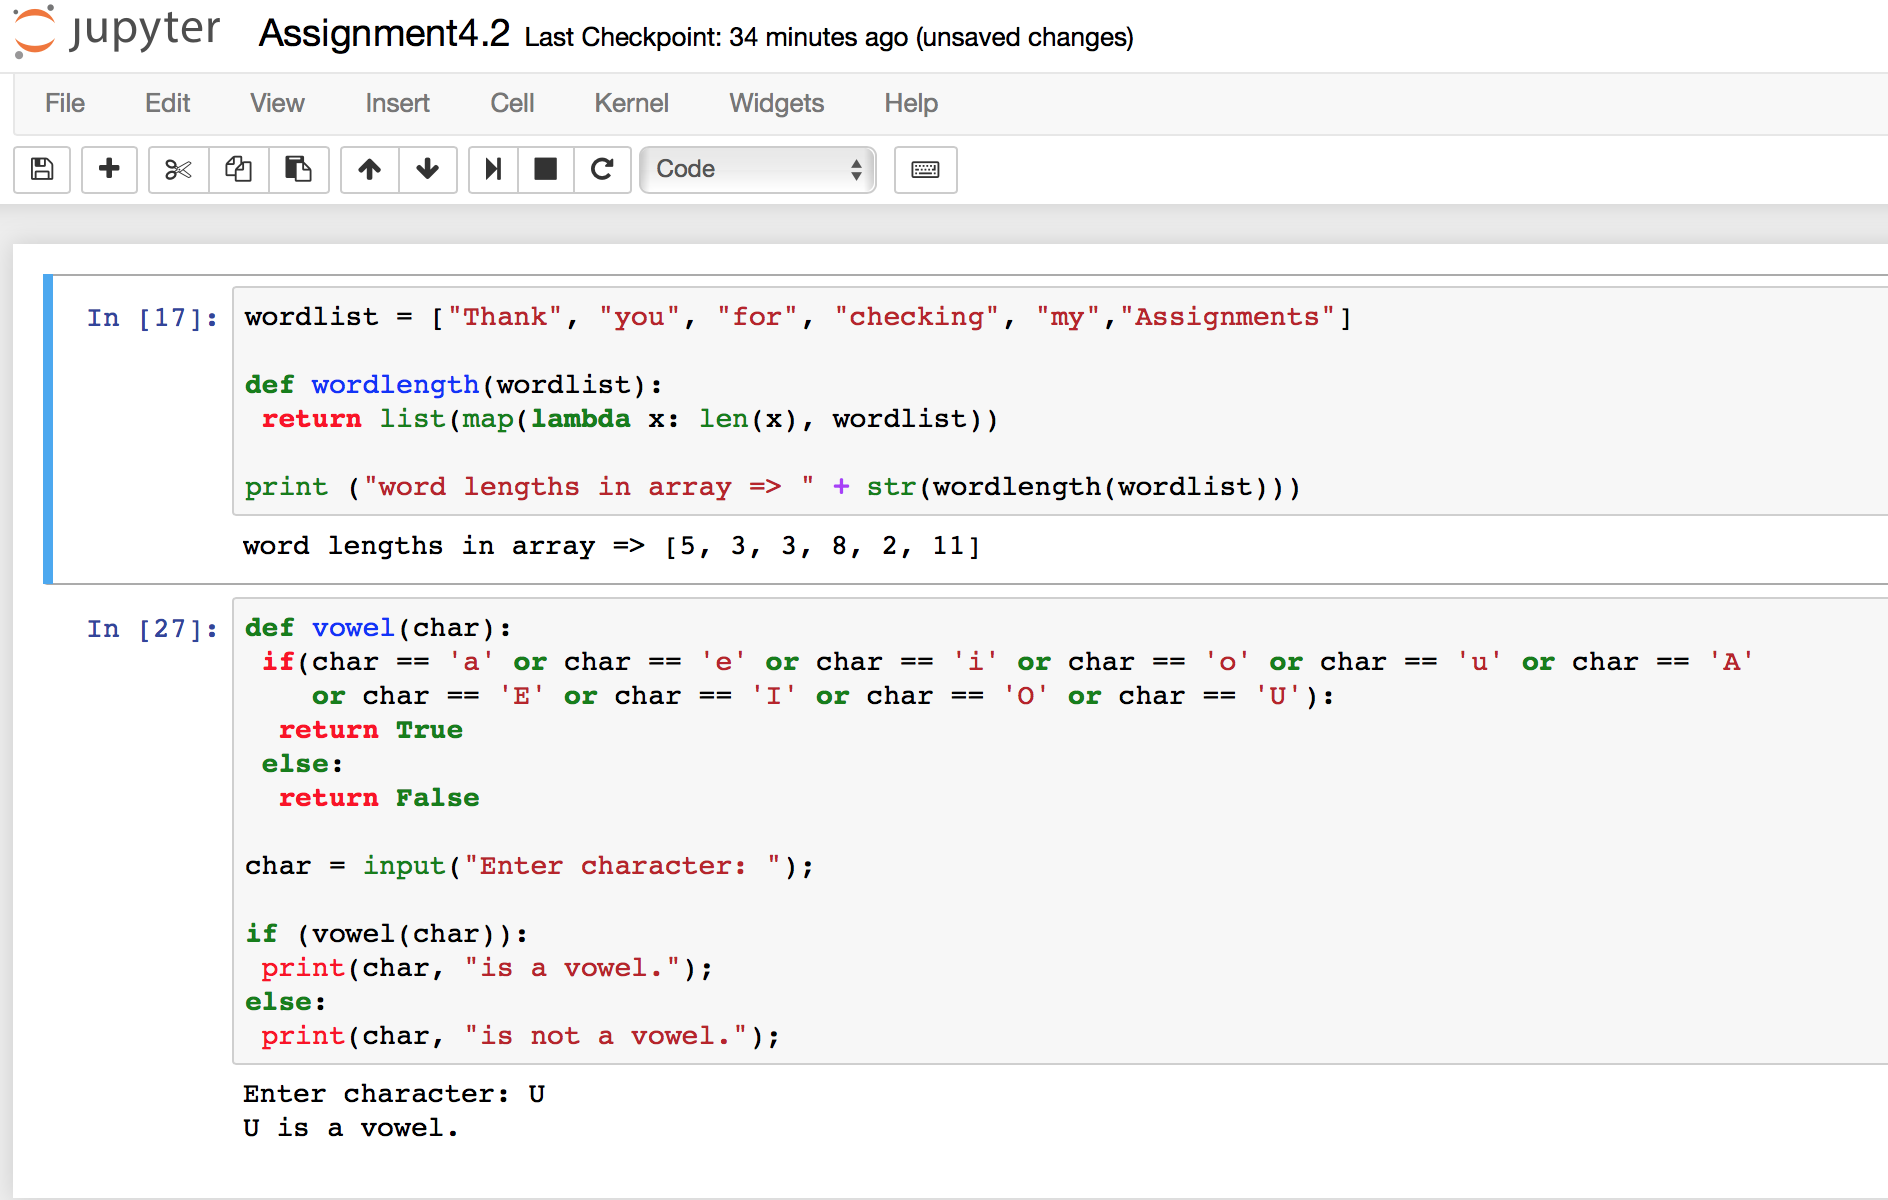 jupyter Assignment4.2 Last Checkpoint: 34 minutes ago (unsaved changes)
File Edit View Insert Cell Kernel Widgets Help
Code
In [17]: wordlist = ["Thank", "you", "for", "checking", "my","Assignments"]
def wordlength(wordlist):
 return list(map(lambda x: len(x), wordlist))
print ("word lengths in array => " + str(wordlength(wordlist)))
word lengths in array => [5, 3, 3, 8, 2, 11]
In [27]: def vowel(char):
 if(char == 'a' or char == 'e' or char == 'i' or char == 'o' or char == 'u' or char == 'A'
    or char == 'E' or char == 'I' or char == 'O' or char == 'U'):
  return True
 else:
  return False
char = input("Enter character: ");
if (vowel(char)):
 print(char, "is a vowel.");
else:
 print(char, "is not a vowel.");
Enter character: U
U is a vowel.